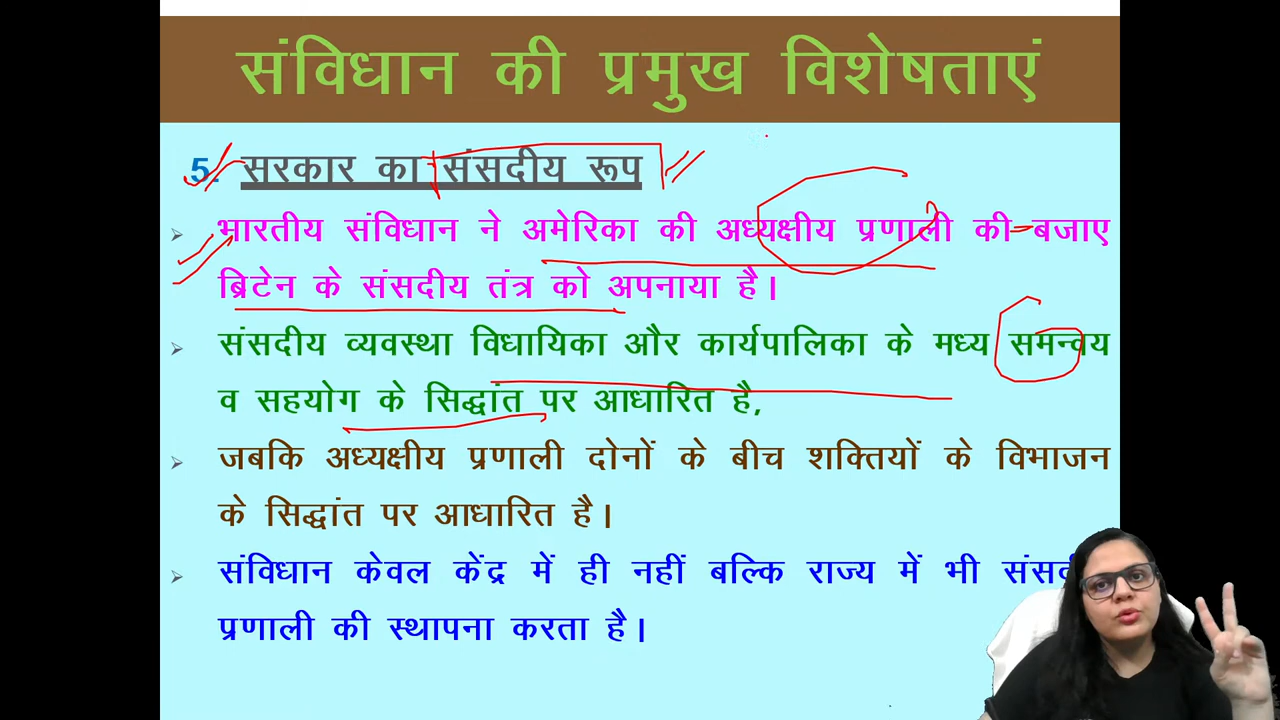 संविधान की प्रमुख विशेषताएं
5. सरकार का संसदीय रूप
भारतीय संविधान ने अमेरिका की अध्यक्षीय प्रणाली की बजाए
ब्रिटेन के संसदीय तंत्र को अपनाया है।
संसदीय व्यवस्था विधायिका और कार्यपालिका के मध्य समन्वय
व सहयोग के सिद्धांत पर आधारित है,
जबकि अध्यक्षीय प्रणाली दोनों के बीच शक्तियों के विभाजन
के सिद्धांत पर आधारित है।
संविधान केवल केंद्र में ही नहीं बल्कि राज्य में भी
प्रणाली की स्थापना करता है।